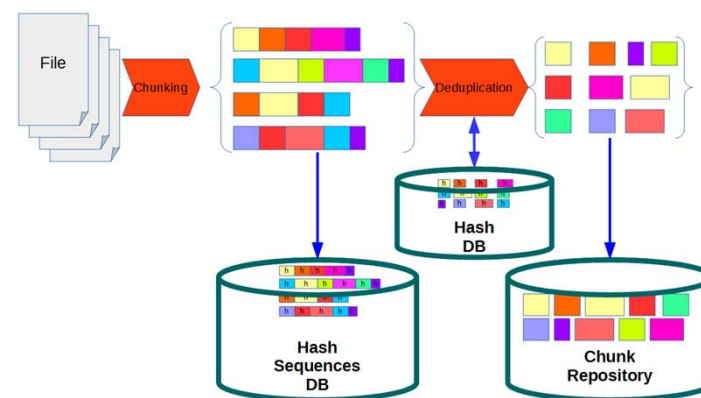 File
Chunking
Deduplication
h h h h
h h h h
h h h h
Hash
DB
h h h h h
h h h h h h
h h h h
h h h h h
Hash
Sequences
DB
Chunk
Repository